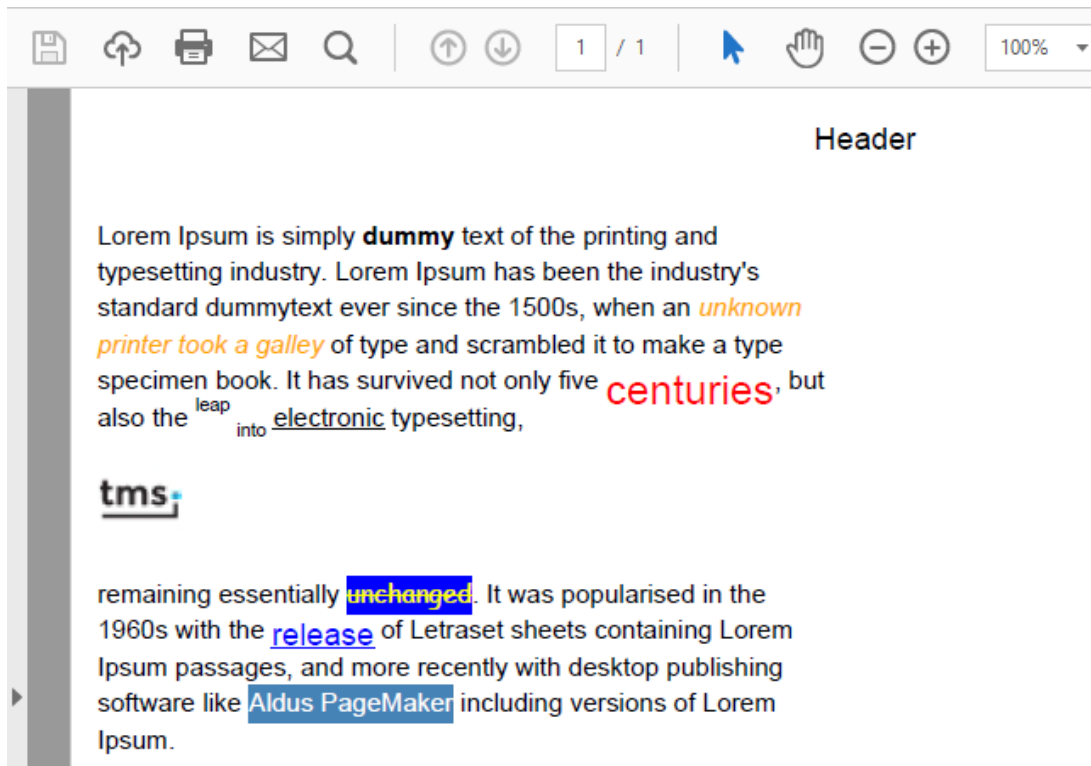 1 / 1 100%
Header
Lorem Ipsum is simply dummy text of the printing and
typesetting industry. Lorem Ipsum has been the industry's
standard dummytext ever since the 1500s, when an unknown
printer took a galley of type and scrambled it to make a type
specimen book. It has survived not only five centuries, but
also the leap into electronic typesetting,
tms
remaining essentially unchanged. It was popularised in the
1960s with the release of Letraset sheets containing Lorem
Ipsum passages, and more recently with desktop publishing
software like Aldus PageMaker including versions of Lorem
Ipsum.